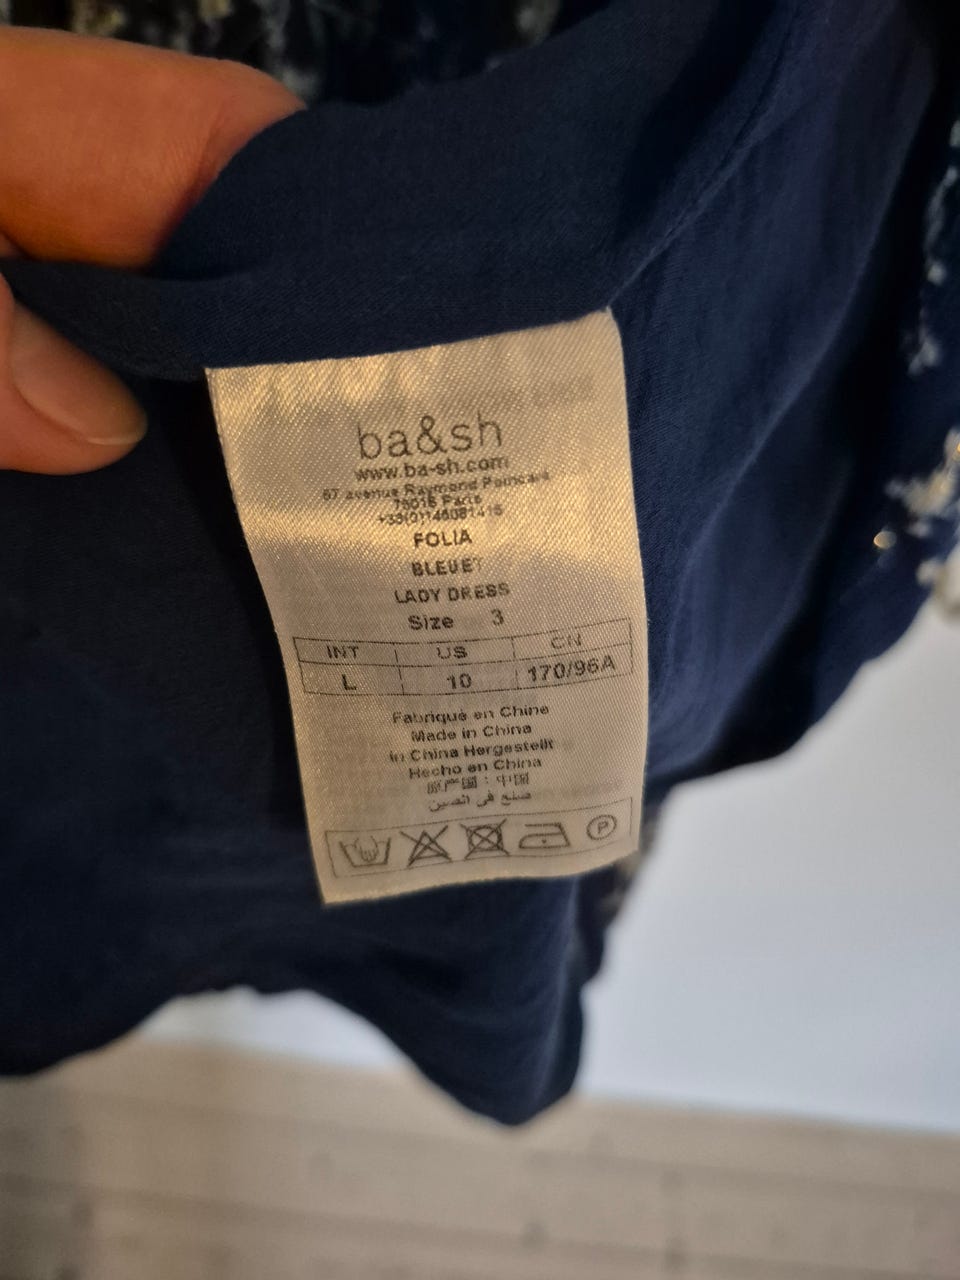 ba&sh
www.ba-sh.com
67 avenue Raymond Poincaré
75016 Paris
+33(0)146081415
FOLIA
BLEUET
LADY DRESS
Size 3
INT US CN
L 10 170/96A
Fabriqué en Chine
Made in China
in China Hergestellt
Hecho en China
صنع في الصين
P